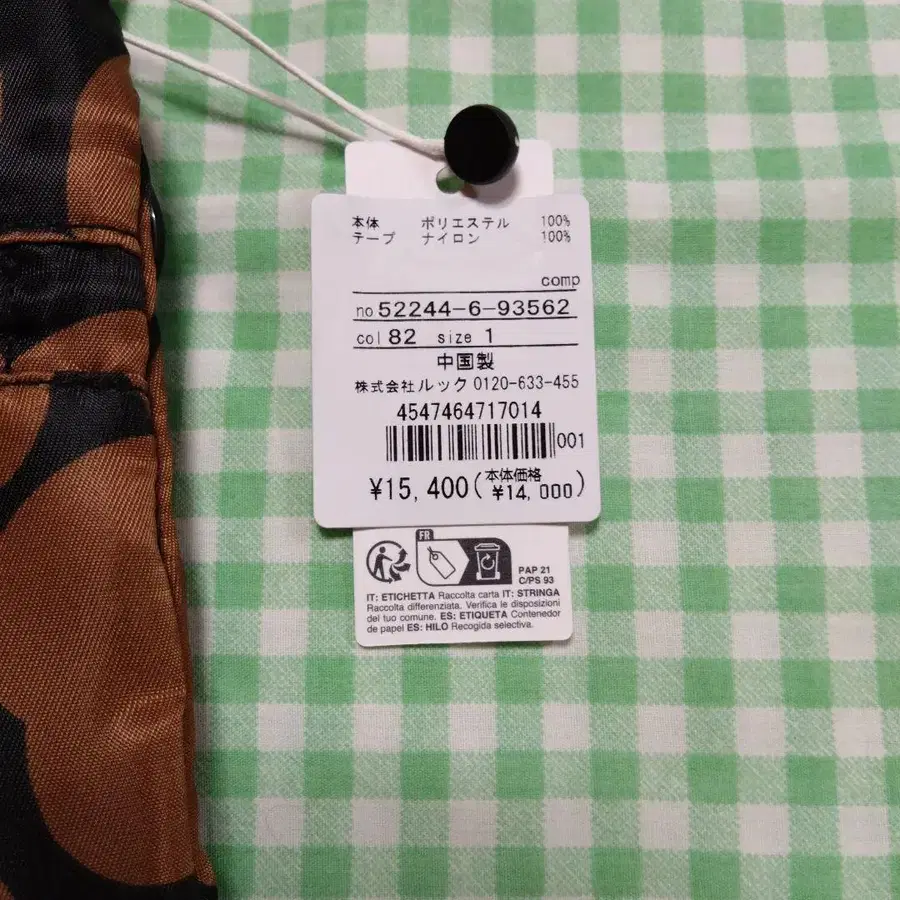 本体 ポリエステル 100%
テープ ナイロン 100%
comp
no 52244-6-93562
col 82 size 1
中国製
株式会社ルック 0120-633-455
4547464717014
001
¥15,400(本体価格 ¥14,000)
FR
PAP 21
C/PS 93
IT: ETICHETTA Raccolta carta IT: STRINGA
Raccolta differenziata. Verifica le disposizioni
del tuo comune. ES: ETIQUETA Contenedor
de papel ES: HILO Recogida selectiva.